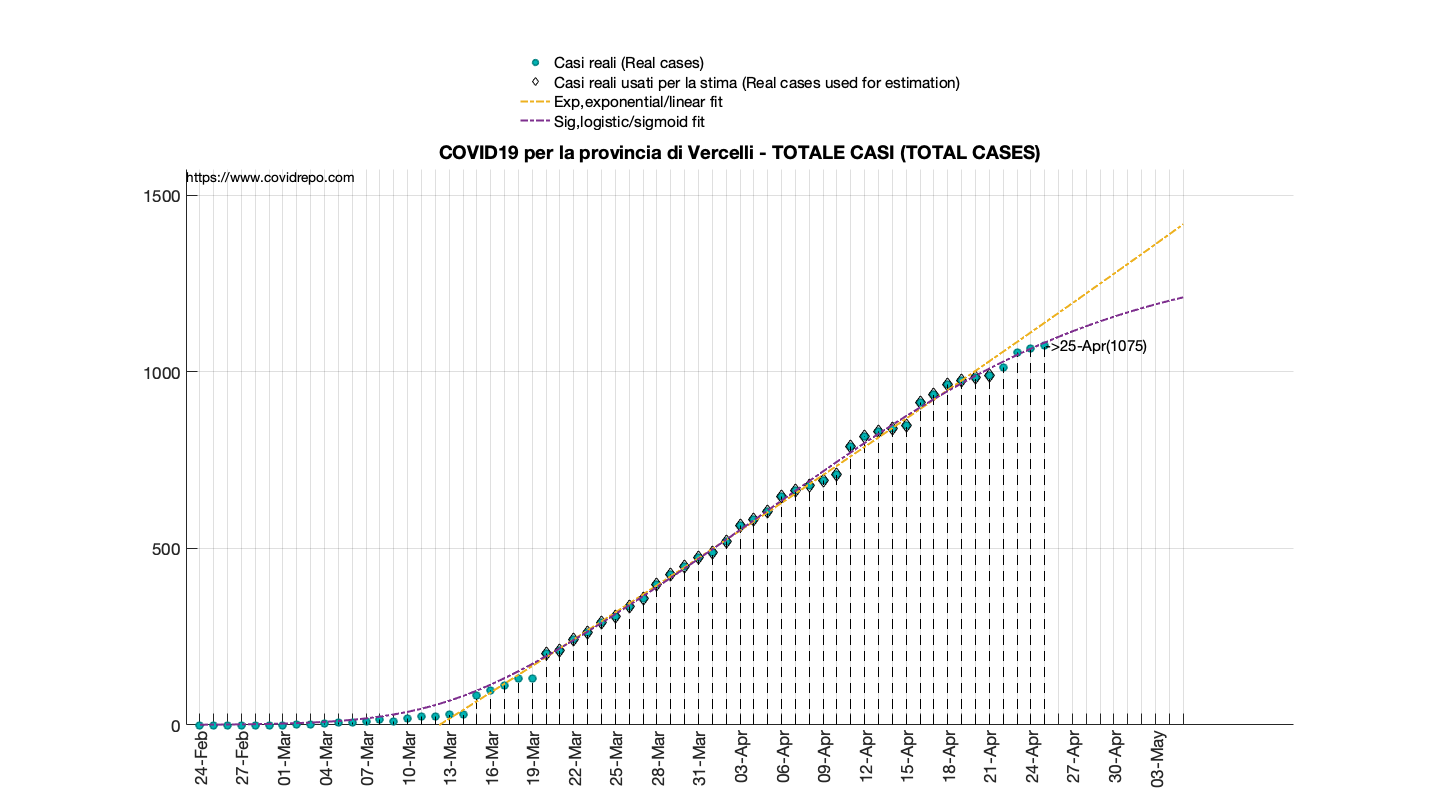 Casi reali (Real cases)
Casi reali usati per la stima (Real cases used for estimation)
Exp,exponential/linear fit
Sig,logistic/sigmoid fit
COVID19 per la provincia di Vercelli - TOTALE CASI (TOTAL CASES)
https://www.covidrepo.com
1500
1000
->25-Apr(1075)
500
0
24-Feb
27-Feb
01-Mar
04-Mar
07-Mar
10-Mar
13-Mar
16-Mar
19-Mar
22-Mar
25-Mar
28-Mar
31-Mar
03-Apr
06-Apr
09-Apr
12-Apr
15-Apr
18-Apr
21-Apr
24-Apr
27-Apr
30-Apr
03-May